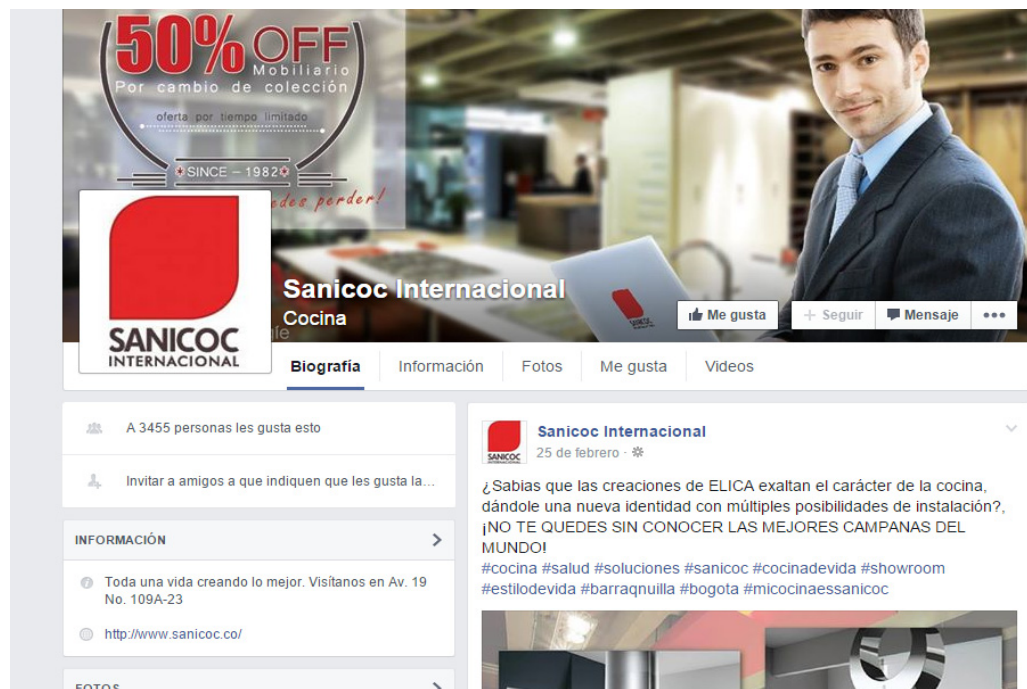 50% OFF
Mobiliario
Por cambio de colección
oferta por tiempo limitado
SINCE – 1982
perder!
SANICOC
INTERNACIONAL
Sanicoc Internacional
Cocina
Me gusta
Seguir
Mensaje
SANICOC
Biografía
Información
Fotos
Me gusta
Videos
A 3455 personas les gusta esto
Invitar a amigos a que indiquen que les gusta la...
INFORMACIÓN
Toda una vida creando lo mejor. Visítanos en Av. 19
No. 109A-23
http://www.sanicoc.co/
FOTOS
SANICOC
INTERNACIONAL
Sanicoc Internacional
25 de febrero ·
¿Sabias que las creaciones de ELICA exaltan el carácter de la cocina,
dándole una nueva identidad con múltiples posibilidades de instalación?,
¡NO TE QUEDES SIN CONOCER LAS MEJORES CAMPANAS DEL
MUNDO!
#cocina #salud #soluciones #sanicoc #cocinadevida #showroom
#estilodevida #barraqnuilla #bogota #micocinaessanicoc